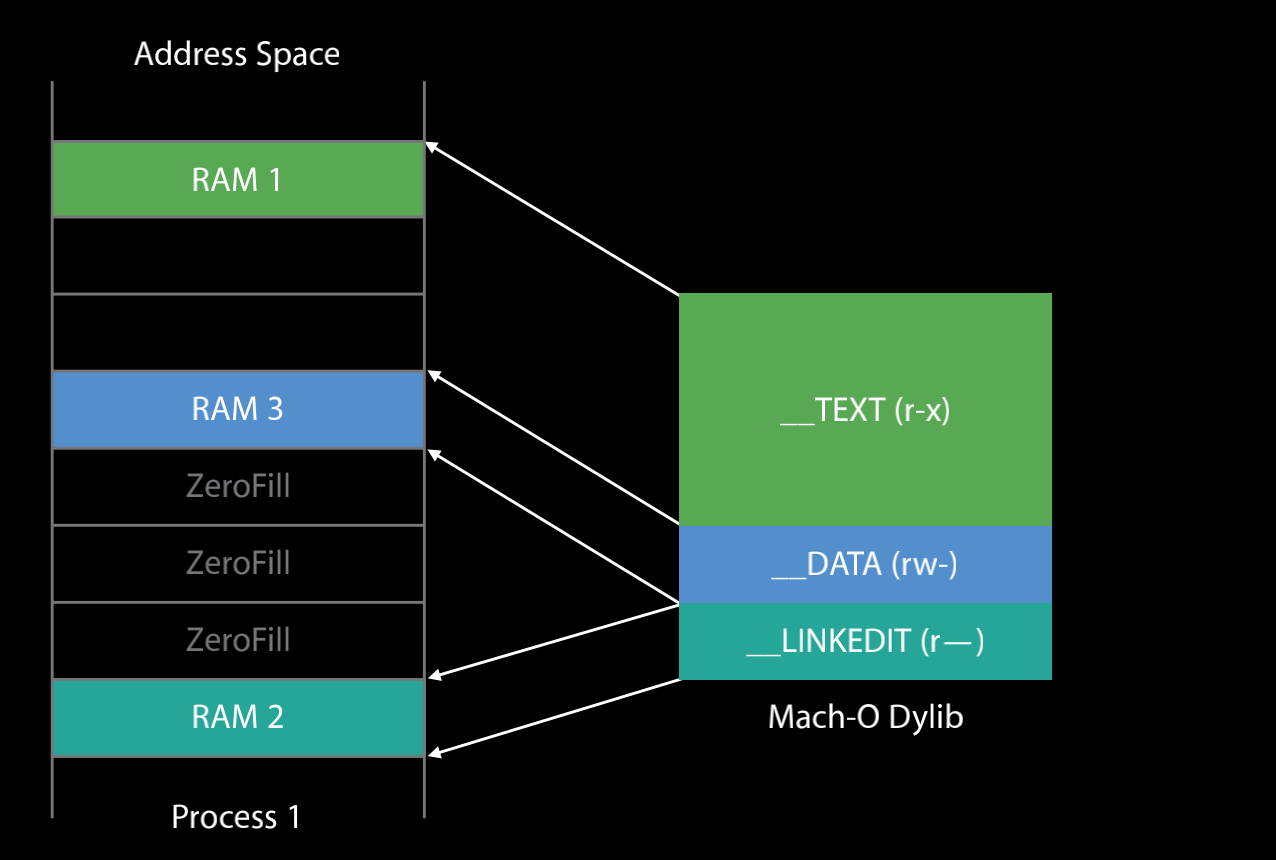 Address Space
RAM 1
RAM 3
ZeroFill
ZeroFill
ZeroFill
RAM 2
Process 1
__TEXT (r-x)
__DATA (rw-)
__LINKEDIT (r—)
Mach-O Dylib